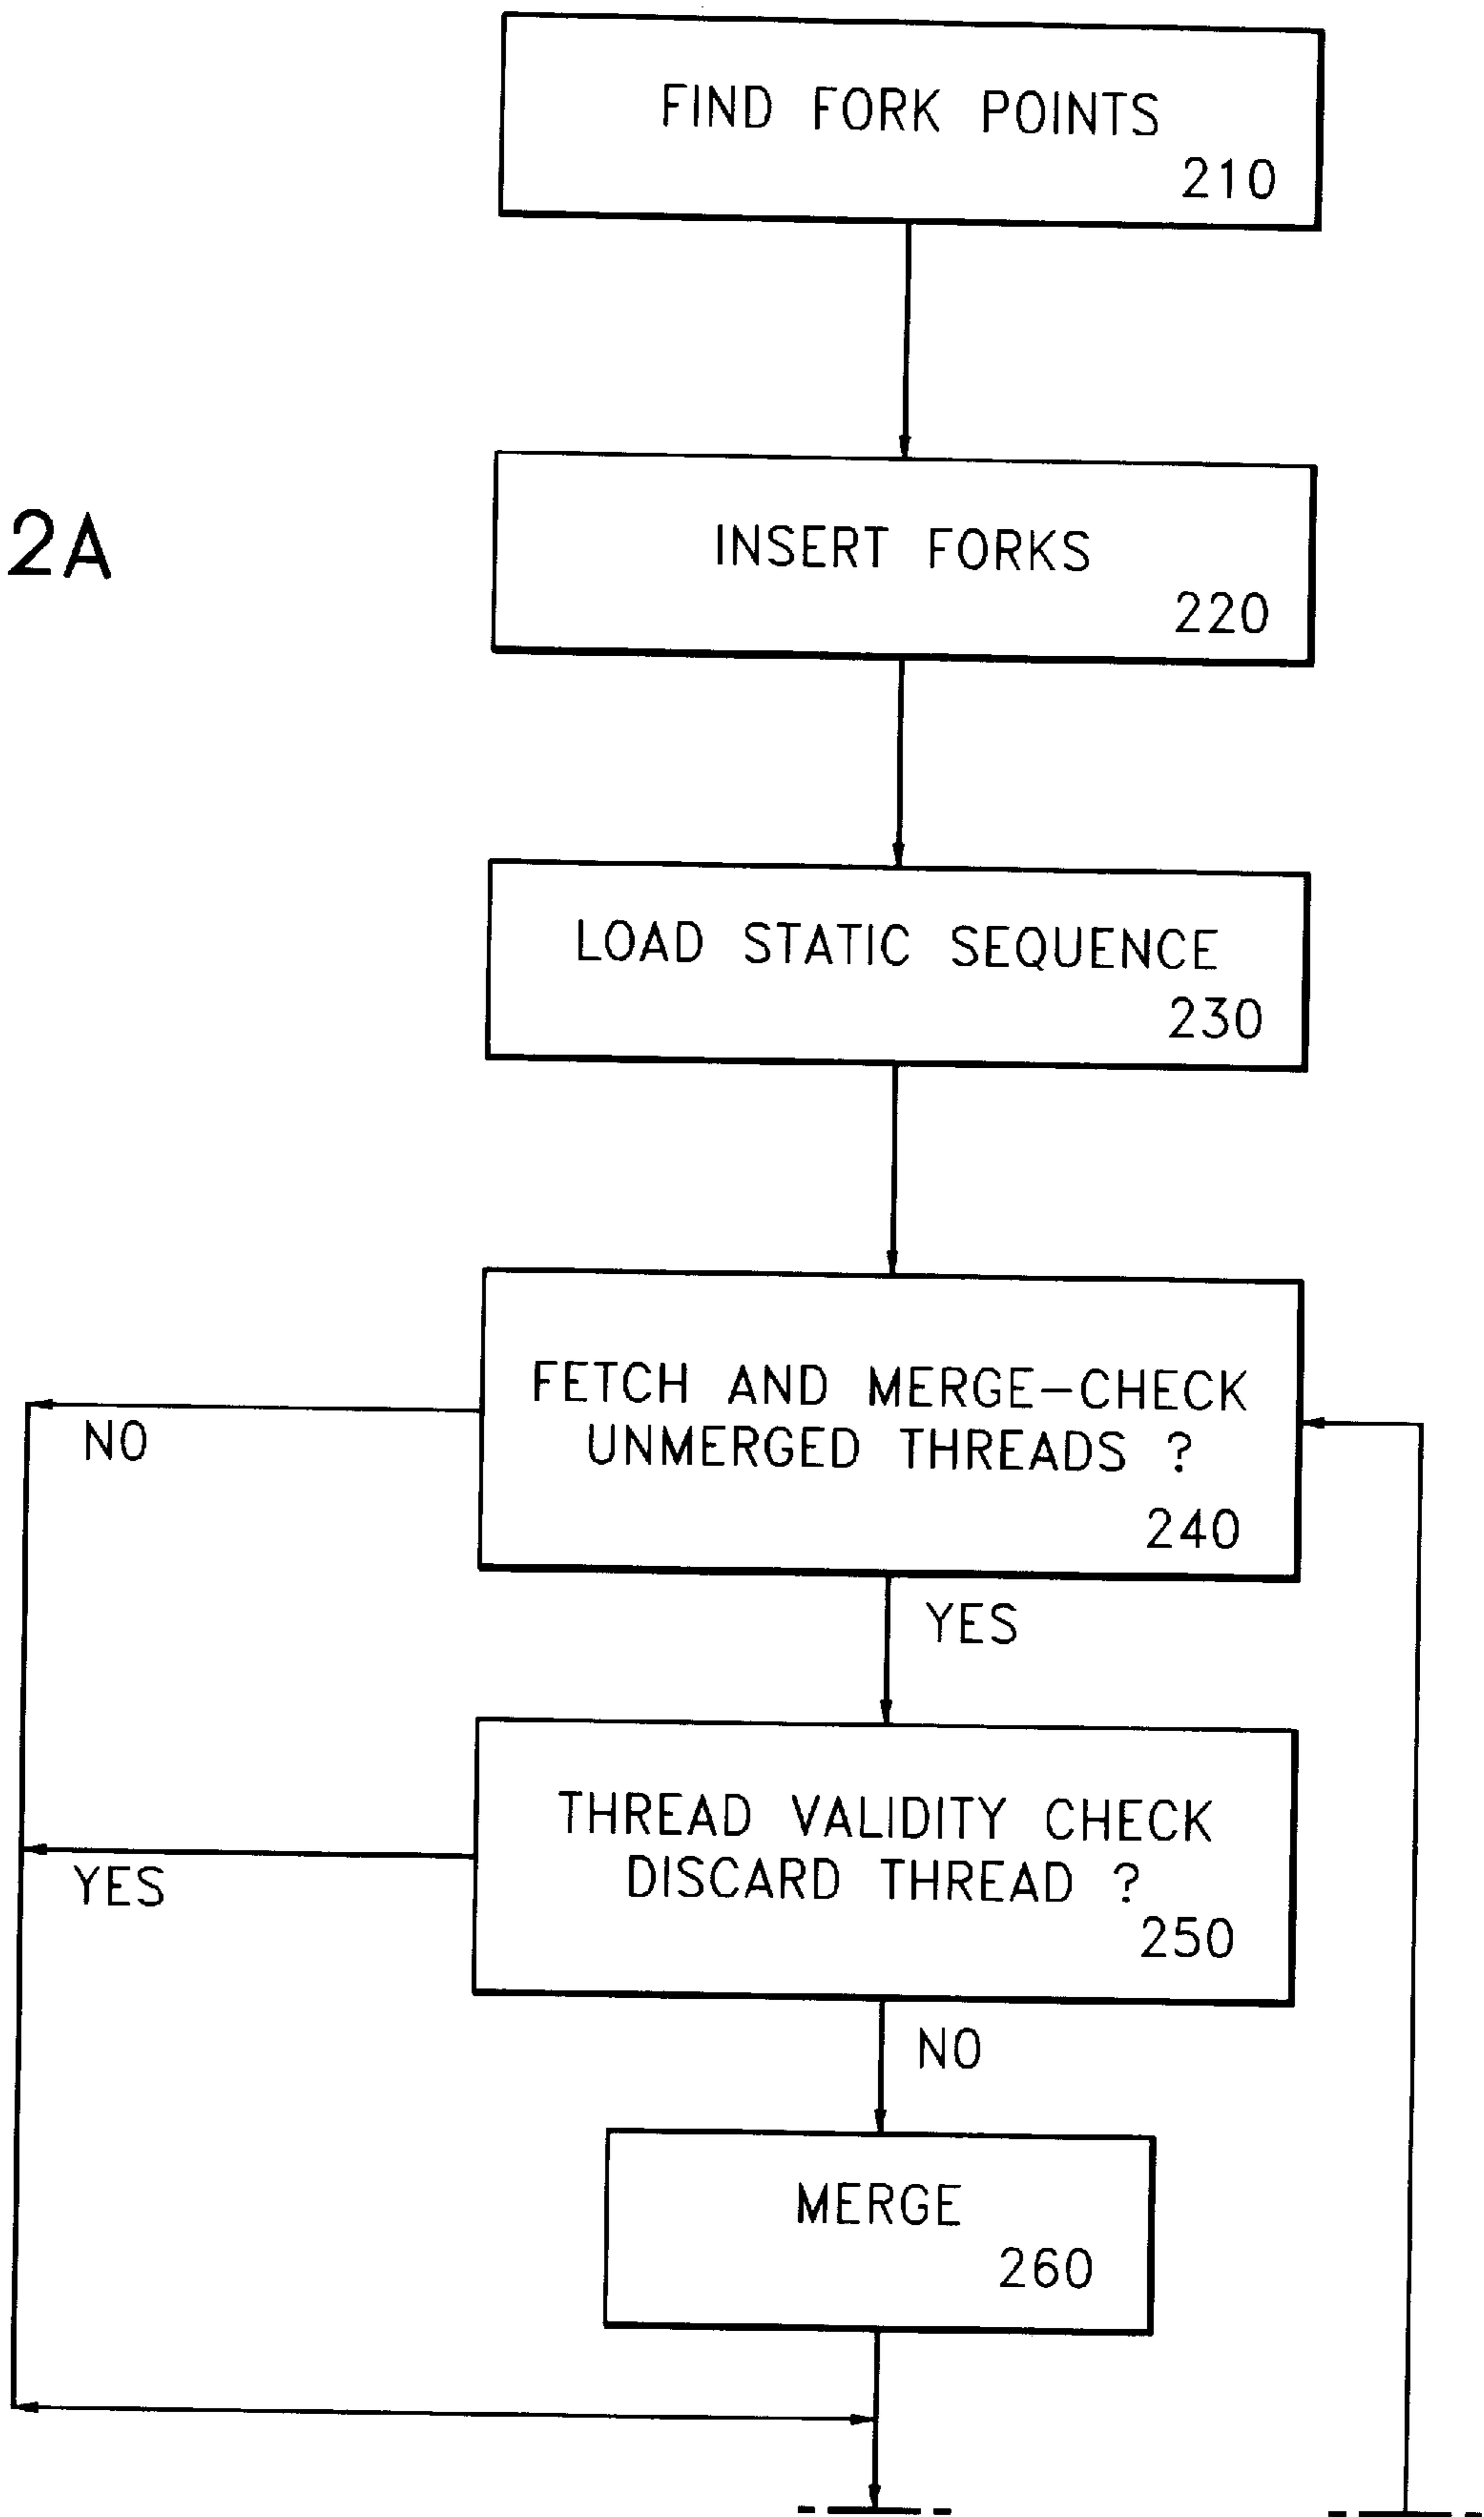 FIND FORK POINTS
210
2A
INSERT FORKS
220
LOAD STATIC SEQUENCE
230
FETCH AND MERGE-CHECK
UNMERGED THREADS ?
240
NO
YES
THREAD VALIDITY CHECK
DISCARD THREAD ?
250
YES
NO
MERGE
260